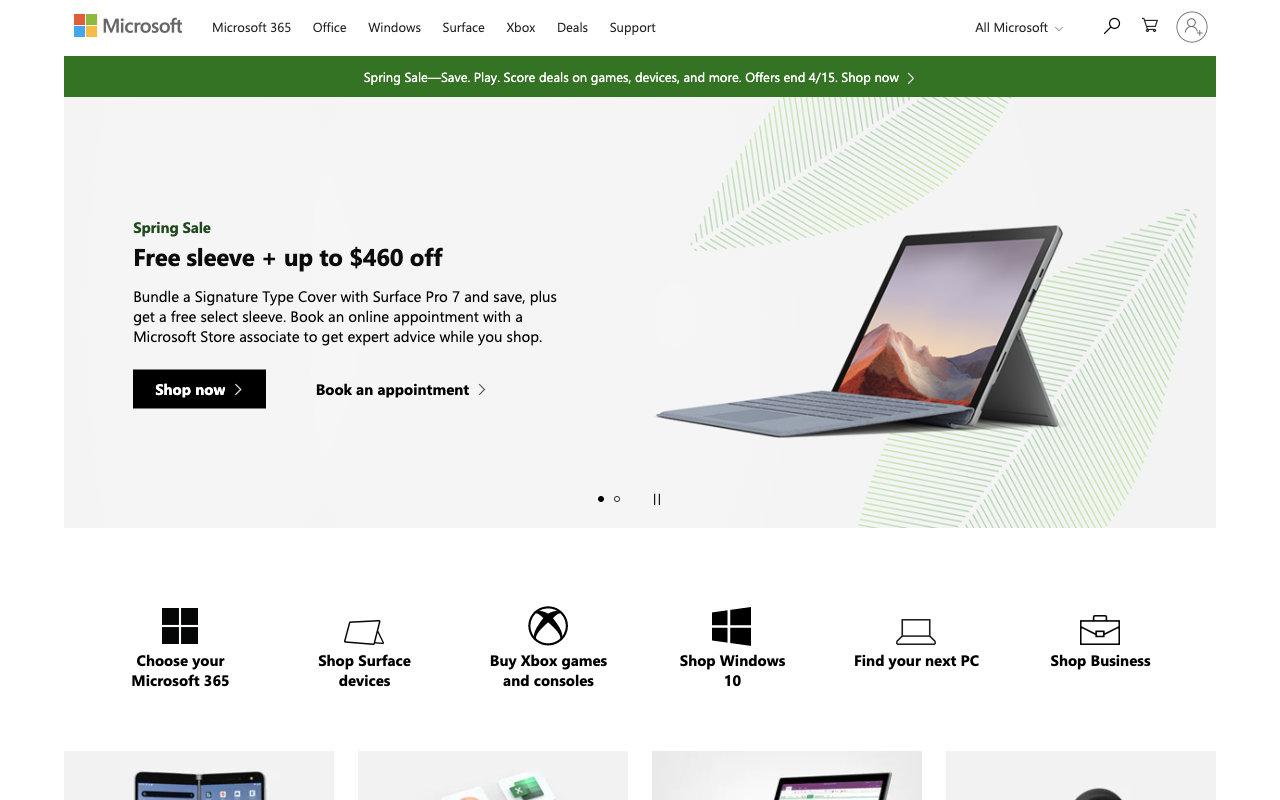 Microsoft
Microsoft 365
Office
Windows
Surface
Xbox
Deals
Support
All Microsoft
Spring Sale—Save. Play. Score deals on games, devices, and more. Offers end 4/15. Shop now
Spring Sale
Free sleeve + up to $460 off
Bundle a Signature Type Cover with Surface Pro 7 and save, plus
get a free select sleeve. Book an online appointment with a
Microsoft Store associate to get expert advice while you shop.
Shop now
Book an appointment
Choose your
Microsoft 365
Shop Surface
devices
Buy Xbox games
and consoles
Shop Windows
10
Find your next PC
Shop Business